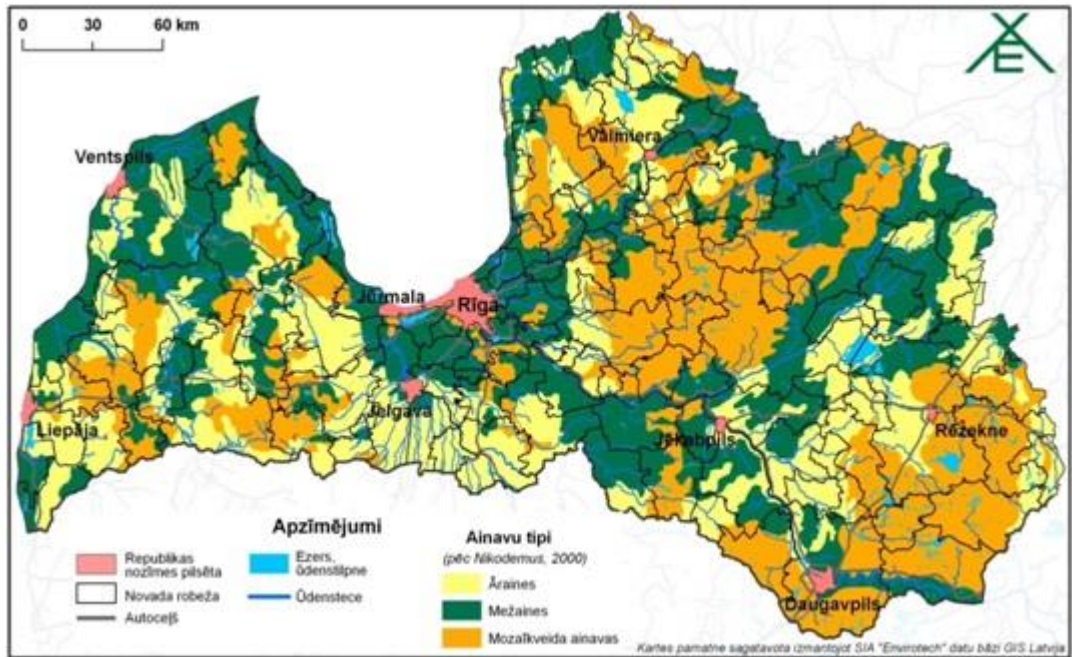 0 30 60 km
Ventspils
Valmiera
Jūrmala
Rīga
Jelgava
Liepāja
Jēkabpils
Rēzekne
Daugavpils
Apzīmējumi
Republikas
nozīmes pilsēta
Novada robeža
Autoceļš
Ezers,
ūdenstilpne
Ūdenstece
Ainavu tipi
(pēc Nikodemus, 2000)
Āraines
Mežaines
Mozaīkveida ainavas
Kartes pamatne sagatavota izmantojot SIA "Envirotech" datu bāzi GIS Latvija
E